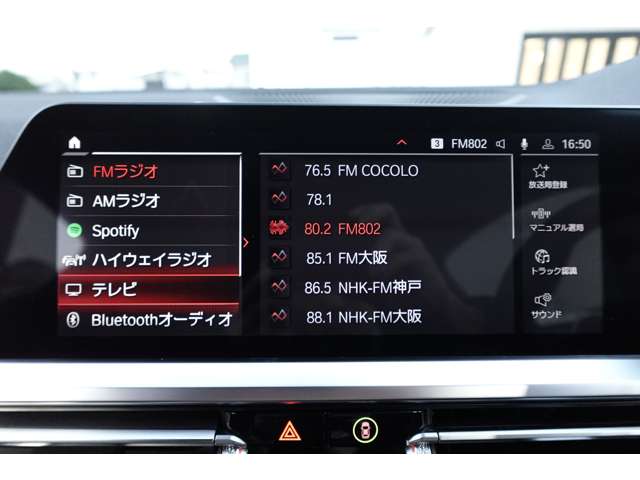 3 FM802 16:50
FMラジオ
AMラジオ
Spotify
ハイウェイラジオ
テレビ
Bluetoothオーディオ
76.5 FM COCOLO
78.1
80.2 FM802
85.1 FM大阪
86.5 NHK-FM神戸
88.1 NHK-FM大阪
放送局登録
マニュアル選局
トラック認識
サウンド